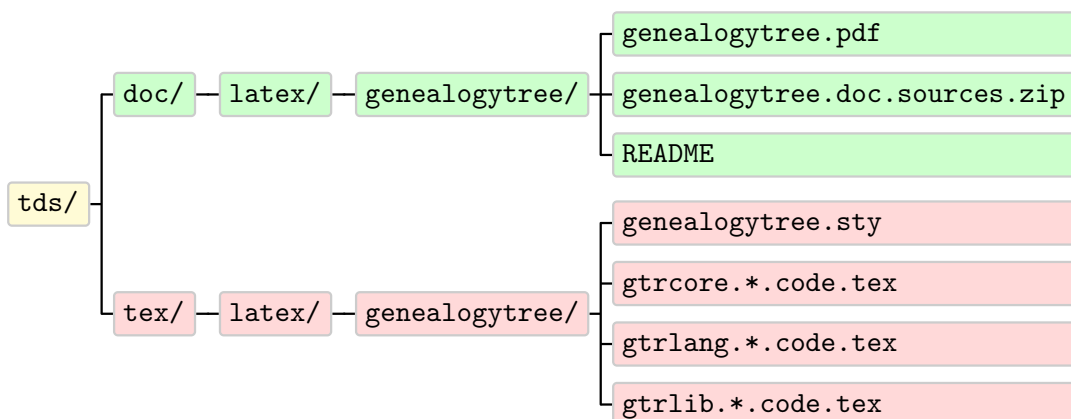 genealogytree.pdf
doc/ latex/ genealogytree/ genealogytree.doc.sources.zip
README
tds/
genealogytree.sty
gtrcore.*.code.tex
tex/ latex/ genealogytree/
gtrlang.*.code.tex
gtrlib.*.code.tex